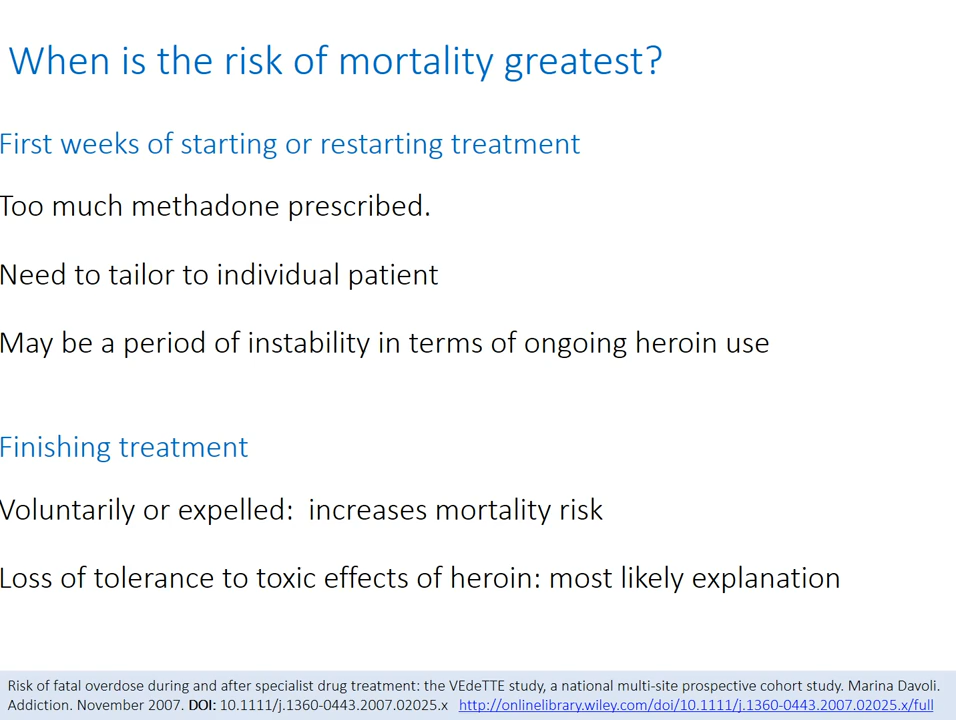 When is the risk of mortality greatest?
First weeks of starting or restarting treatment
Too much methadone prescribed.
Need to tailor to individual patient
May be a period of instability in terms of ongoing heroin use
Finishing treatment
Voluntarily or expelled:  increases mortality risk
Loss of tolerance to toxic effects of heroin: most likely explanation
Risk of fatal overdose during and after specialist drug treatment: the VEdeTTE study, a national multi-site prospective cohort study. Marina Davoli.
Addiction. November 2007. DOI: 10.1111/j.1360-0443.2007.02025.x   http://onlinelibrary.wiley.com/doi/10.1111/j.1360-0443.2007.02025.x/full